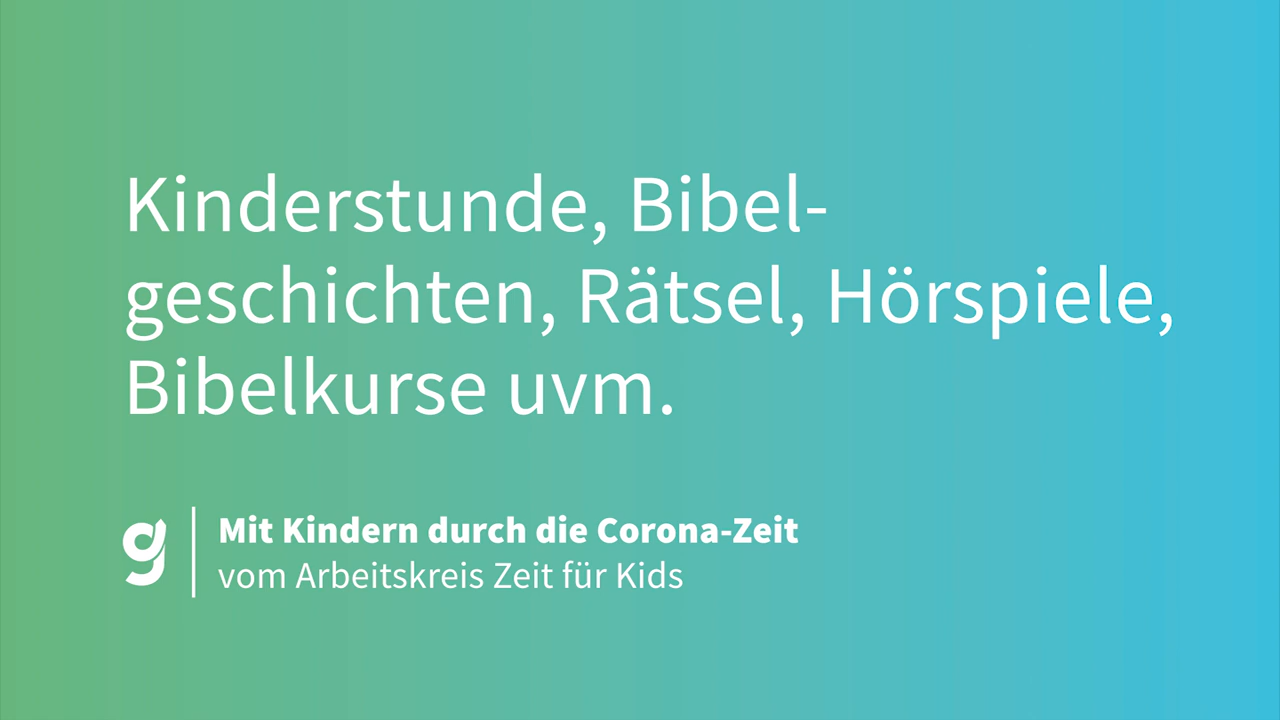 Kinderstunde, Bibel-
geschichten, Rätsel, Hörspiele,
Bibelkurse uvm.
g
Mit Kindern durch die Corona-Zeit
vom Arbeitskreis Zeit für Kids